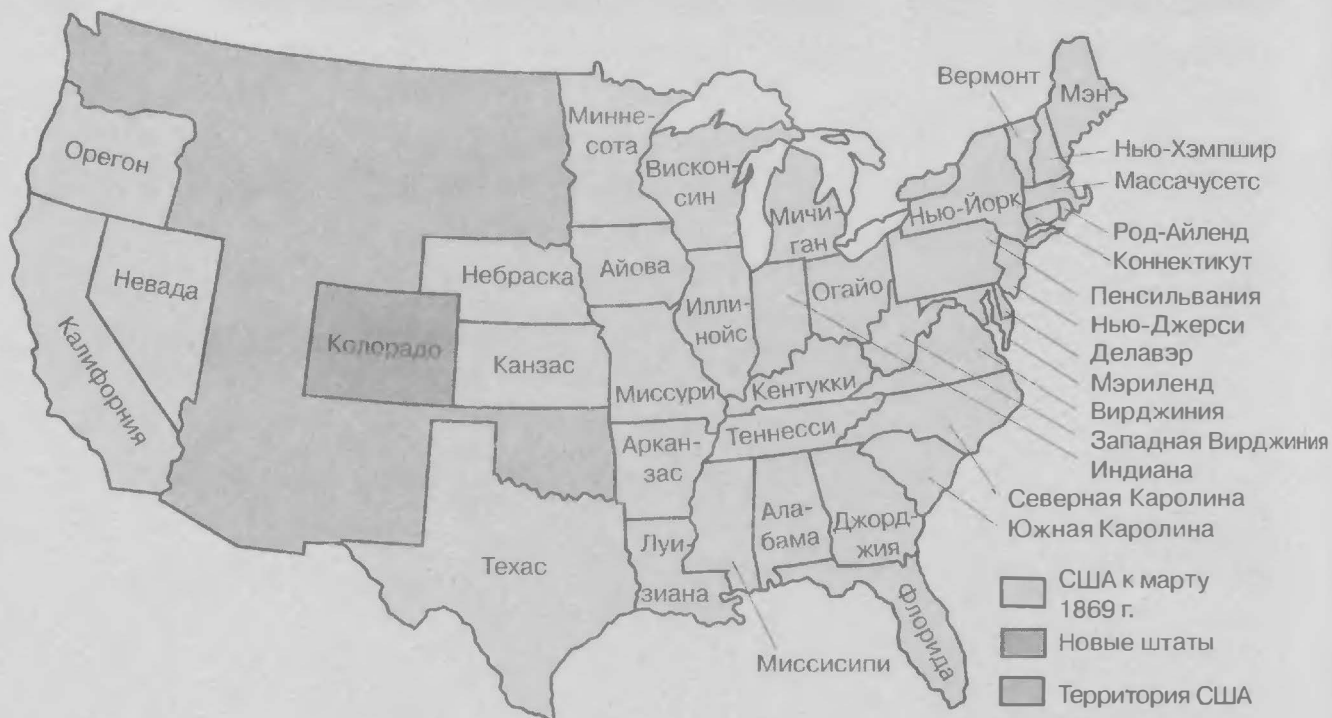 Вермонт
Мэн
Минне-
сота
Орегон
Нью-Хэмпшир
Вискон-
син
Массачусетс
Нью-Йорк
Мичи-
ган
Род-Айленд
Коннектикут
Небраска
Айова
Невада
Огайо
Пенсильвания
Илли-
нойс
Нью-Джерси
Колорадо
Делавэр
Канзас
Калифорния
Миссури
Кентукки
Мэриленд
Вирджиния
Теннесси
Западная Вирджиния
Аркан-
зас
Индиана
Северная Каролина
Ала-
бама
Джорд-
жия
Южная Каролина
Луи-
зиана
Техас
США к марту
1869 г.
Флорида
Новые штаты
Миссисипи
Территория США